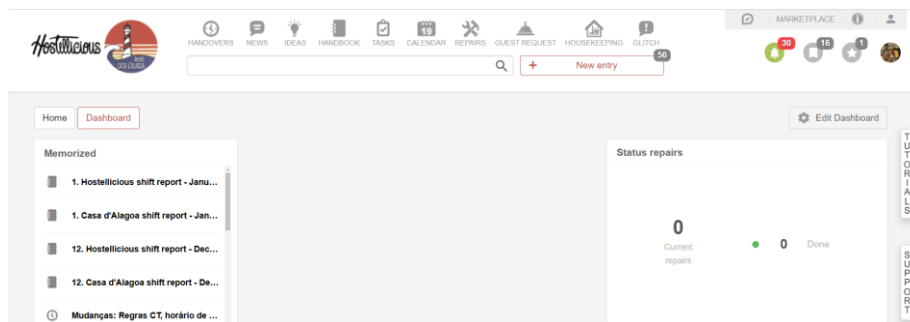 MARKETPLACE
Hostellicious
CASA D'ALAGOA
19
HANDOVERS NEWS IDEAS HANDBOOK TASKS CALENDAR REPAIRS GUEST REQUEST HOUSEKEEPING GLITCH
30 16 1
56
+ New entry
Home Dashboard
Edit Dashboard
Memorized
1. Hostellicious shift report - Janu...
1. Casa d'Alagoa shift report - Jan...
12. Hostellicious shift report - Dec...
12. Casa d'Alagoa shift report - De...
Mudanças: Regras CT, horário de ...
Status repairs
0
Current
repairs
0 Done
TUTORIALS
SUPPORT